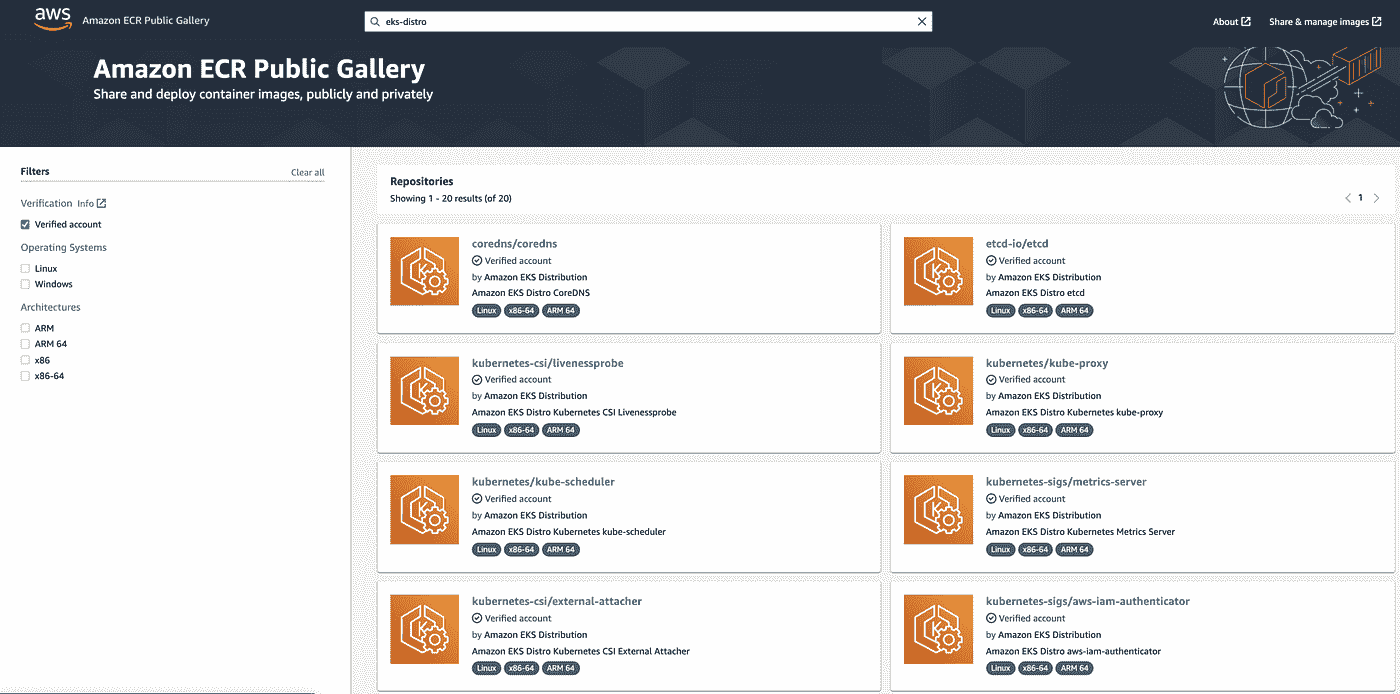 aws
Amazon ECR Public Gallery
eks-distro
About
Share & manage images
Amazon ECR Public Gallery
Share and deploy container images, publicly and privately
Filters
Clear all
Verification Info
Verified account
Operating Systems
Linux
Windows
Architectures
ARM
ARM 64
x86
x86-64
Repositories
Showing 1 - 20 results (of 20)
1
coredns/coredns
Verified account
by Amazon EKS Distribution
Amazon EKS Distro CoreDNS
Linux x86-64 ARM 64
etcd-io/etcd
Verified account
by Amazon EKS Distribution
Amazon EKS Distro etcd
Linux x86-64 ARM 64
kubernetes-csi/livenessprobe
Verified account
by Amazon EKS Distribution
Amazon EKS Distro Kubernetes CSI Livenessprobe
Linux x86-64 ARM 64
kubernetes/kube-proxy
Verified account
by Amazon EKS Distribution
Amazon EKS Distro Kubernetes kube-proxy
Linux x86-64 ARM 64
kubernetes/kube-scheduler
Verified account
by Amazon EKS Distribution
Amazon EKS Distro Kubernetes kube-scheduler
Linux x86-64 ARM 64
kubernetes-sigs/metrics-server
Verified account
by Amazon EKS Distribution
Amazon EKS Distro Kubernetes Metrics Server
Linux x86-64 ARM 64
kubernetes-csi/external-attacher
Verified account
by Amazon EKS Distribution
Amazon EKS Distro Kubernetes CSI External Attacher
Linux x86-64 ARM 64
kubernetes-sigs/aws-iam-authenticator
Verified account
by Amazon EKS Distribution
Amazon EKS Distro aws-iam-authenticator
Linux x86-64 ARM 64